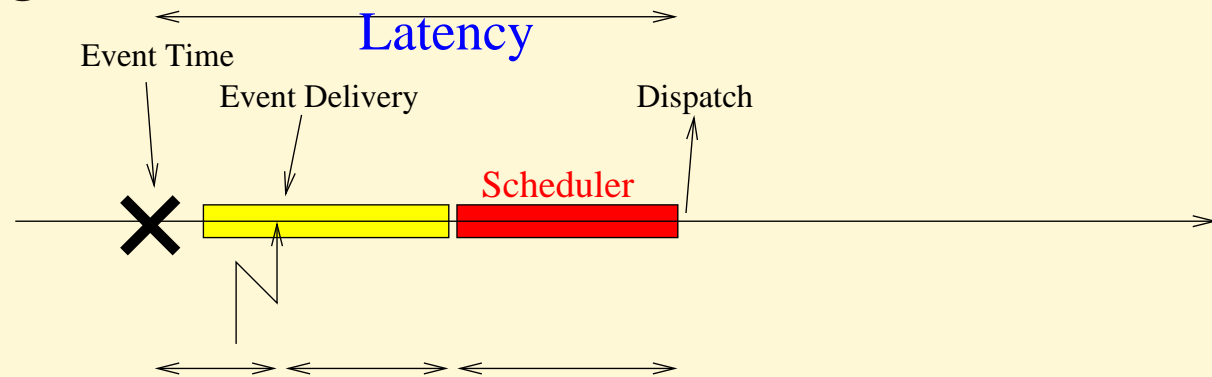 Latency
Event Time
Event Delivery
Dispatch
Scheduler